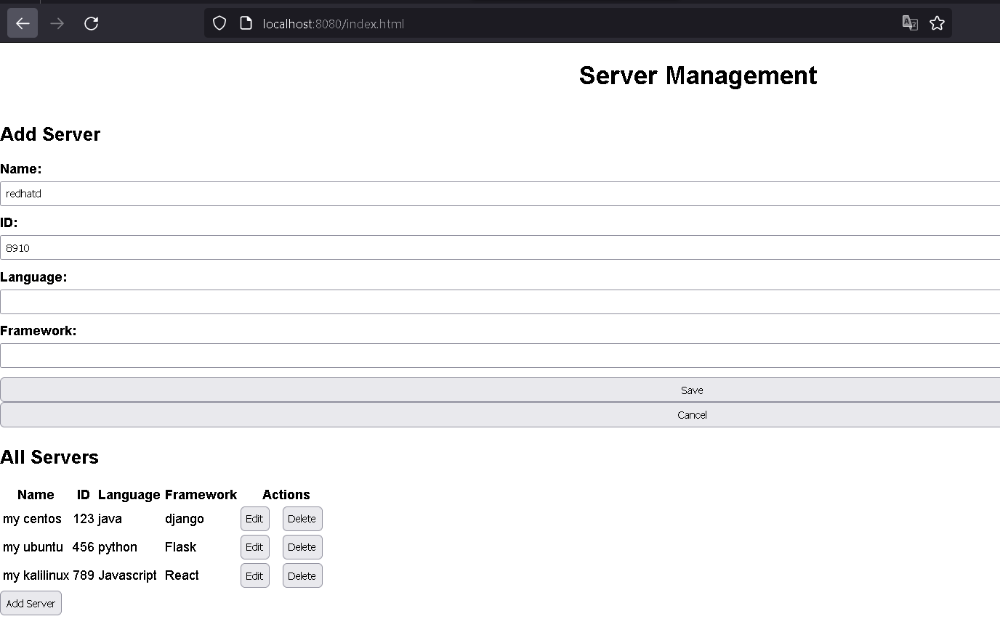 localhost:8080/index.html
Server Management
Add Server
Name:
redhatd
ID:
8910
Language:
Framework:
Save
Cancel
All Servers
Name ID Language Framework Actions
my centos 123 java django Edit Delete
my ubuntu 456 python Flask Edit Delete
my kalilinux 789 Javascript React Edit Delete
Add Server